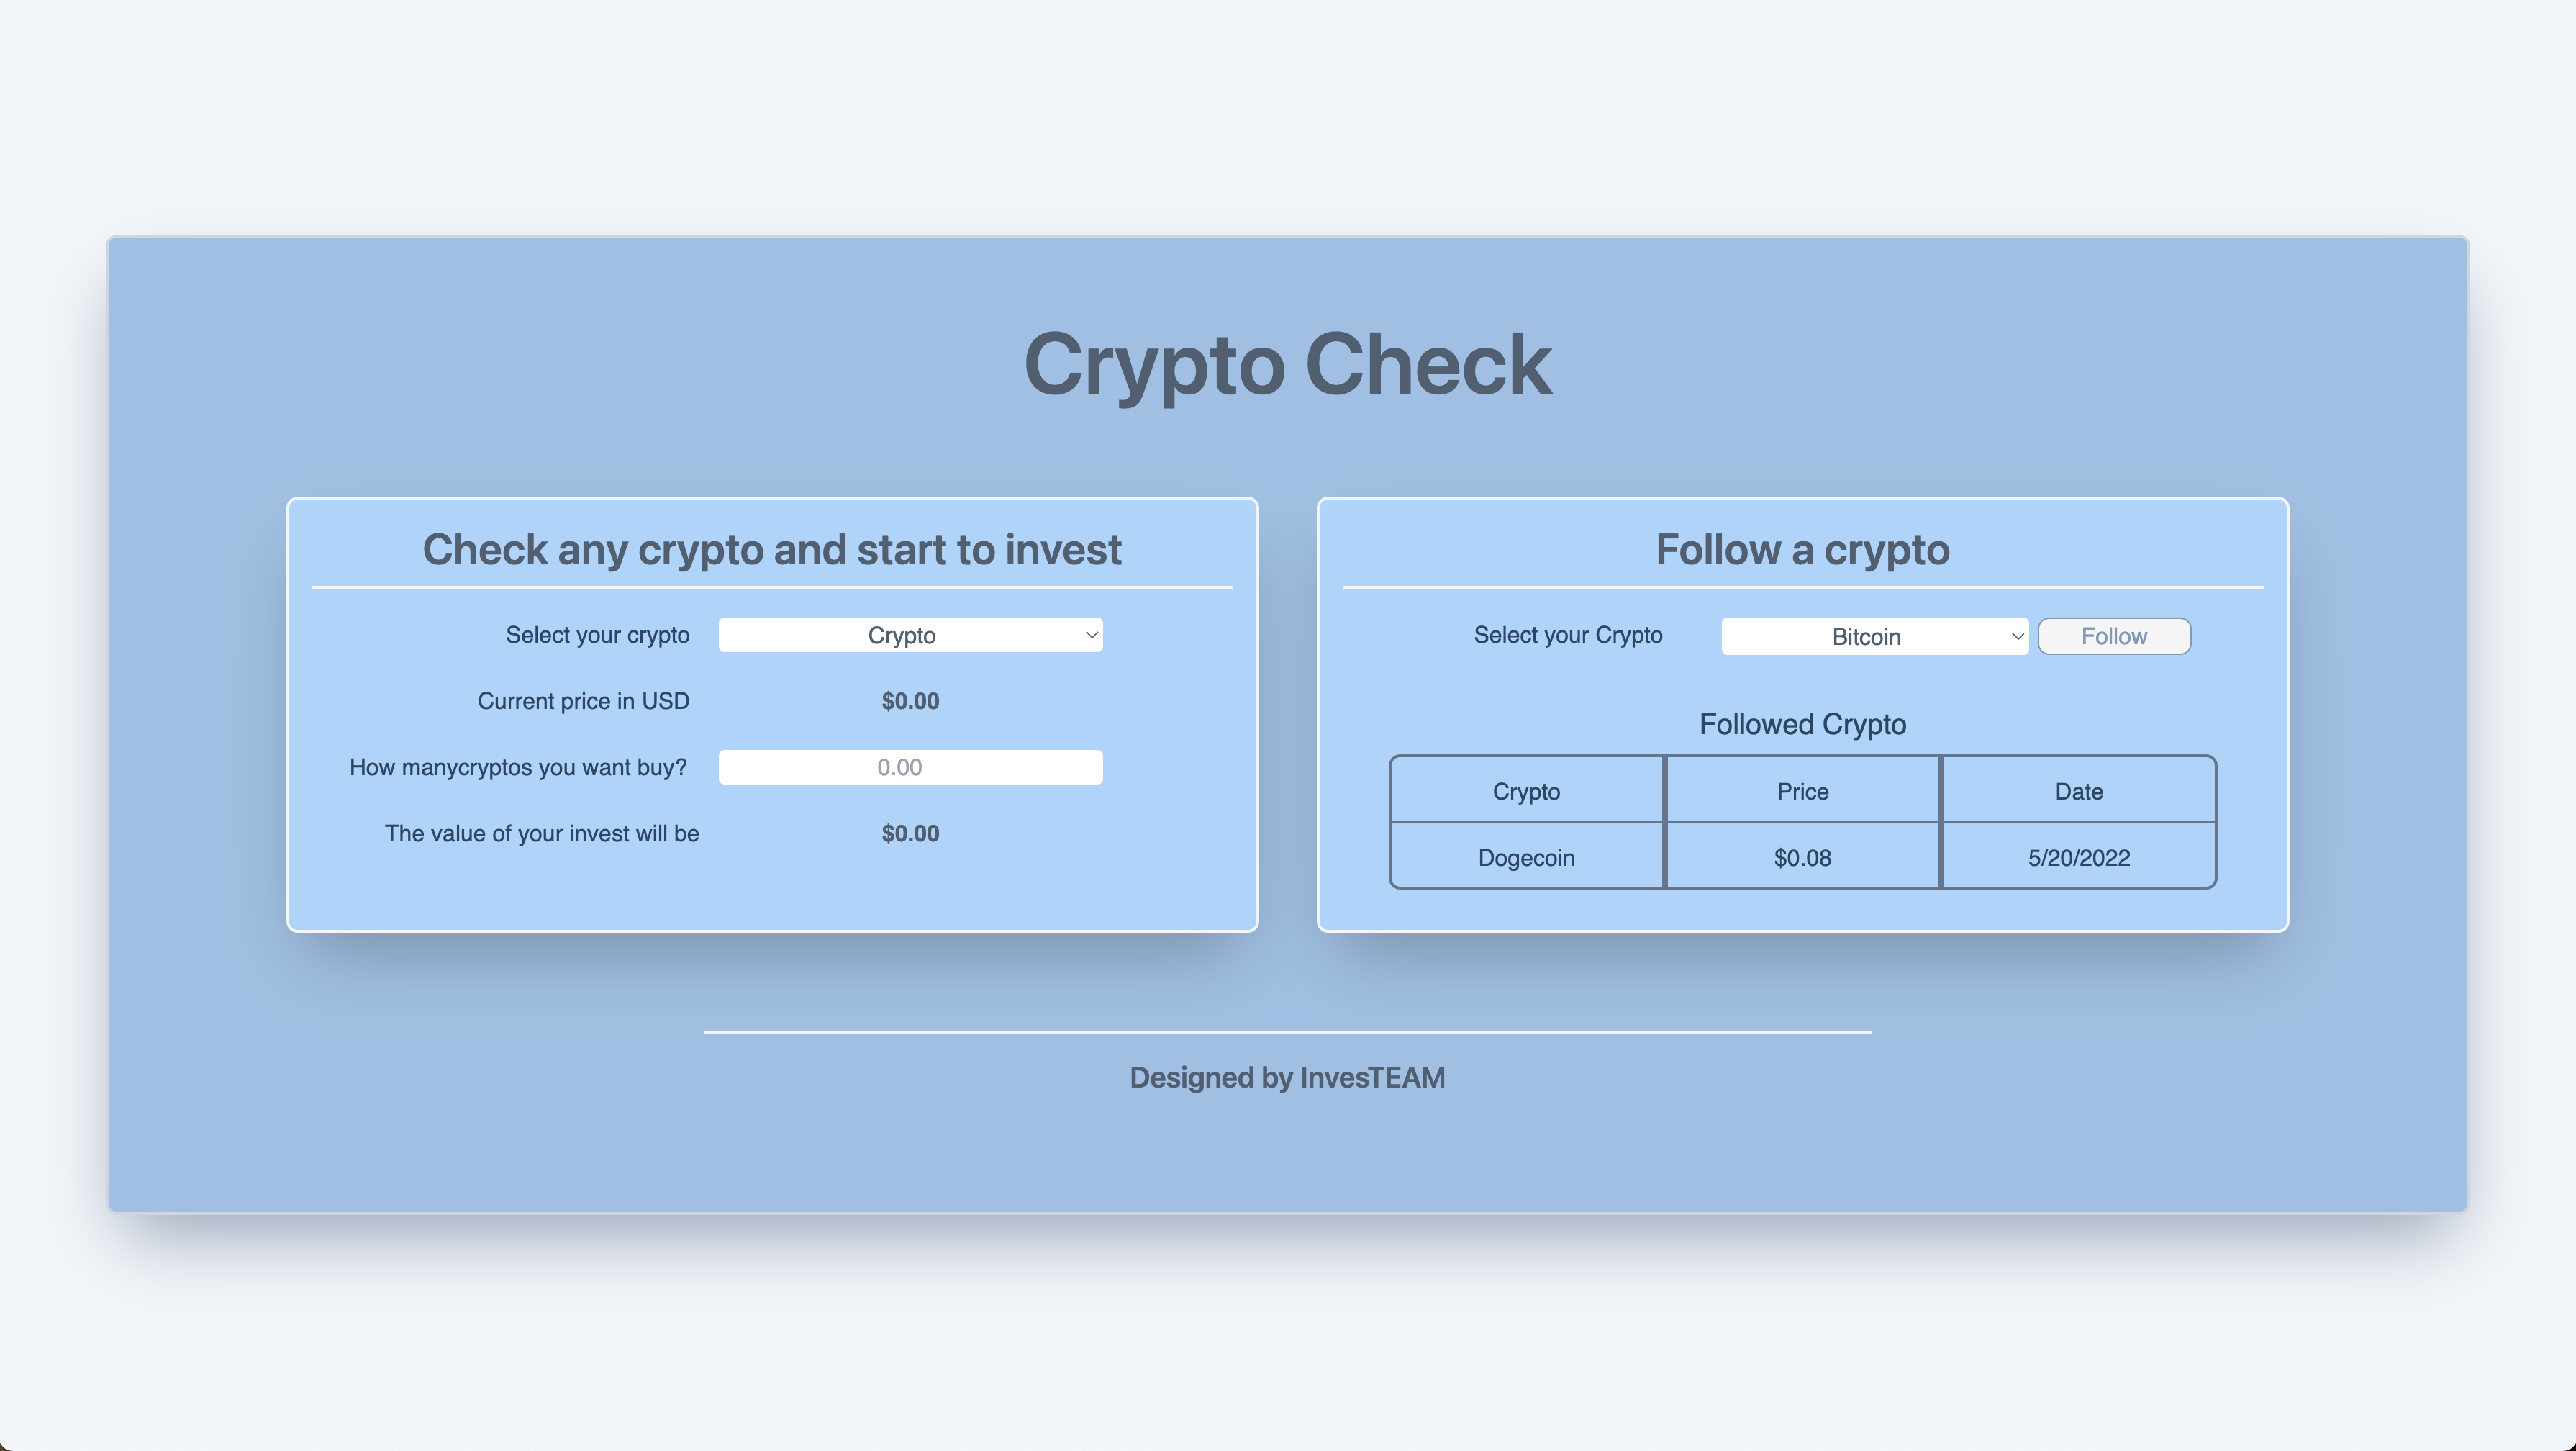 Crypto Check
Check any crypto and start to invest
Select your crypto Crypto
Current price in USD $0.00
How manycryptos you want buy? 0.00
The value of your invest will be $0.00
Follow a crypto
Select your Crypto Bitcoin Follow
Followed Crypto
Crypto Price Date
Dogecoin $0.08 5/20/2022
Designed by InvesTEAM